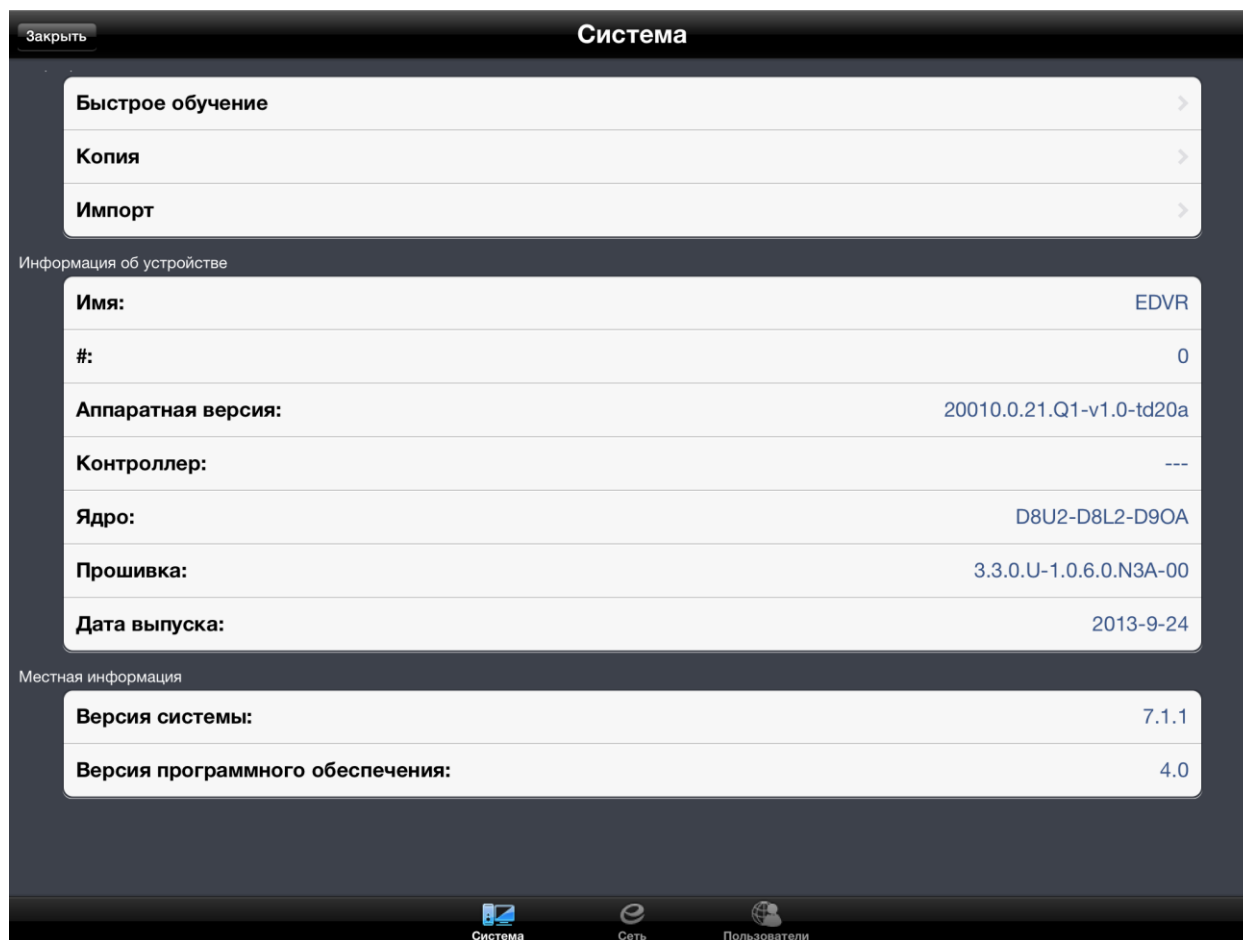 Закрыть
Система
Быстрое обучение
Копия
Импорт
Информация об устройстве
Имя: EDVR
#: 0
Аппаратная версия: 20010.0.21.Q1-v1.0-td20a
Контроллер: ---
Ядро: D8U2-D8L2-D9OA
Прошивка: 3.3.0.U-1.0.6.0.N3A-00
Дата выпуска: 2013-9-24
Местная информация
Версия системы: 7.1.1
Версия программного обеспечения: 4.0
Система Сеть Пользователи